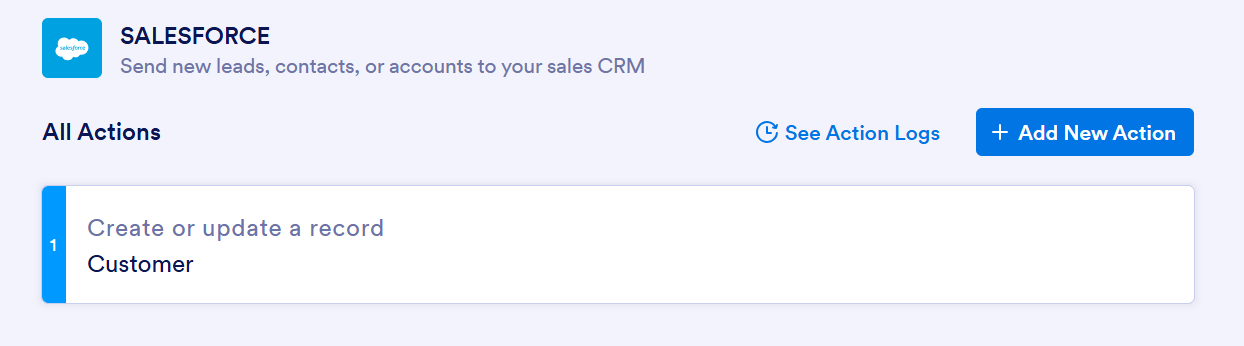 salesforce
SALESFORCE
Send new leads, contacts, or accounts to your sales CRM
All Actions
See Action Logs
+ Add New Action
1
Create or update a record
Customer